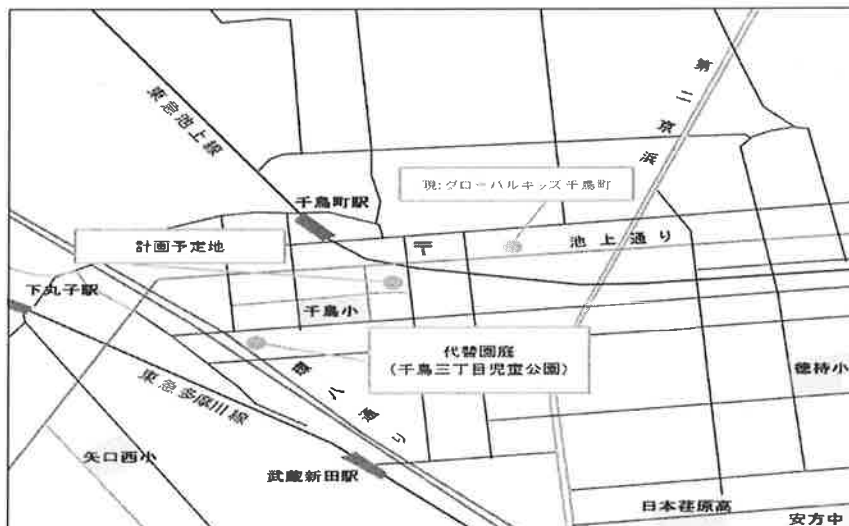 第二京浜
東急池上線
現:グローバルキッズ千鳥町
千鳥町駅
計画予定地
〒
池上通り
下丸子駅
千鳥小
代替園庭
(千鳥三丁目児童公園)
徳持小
環八通り
東急多摩川線
矢口西小
武蔵新田駅
日本荏原高
安方中